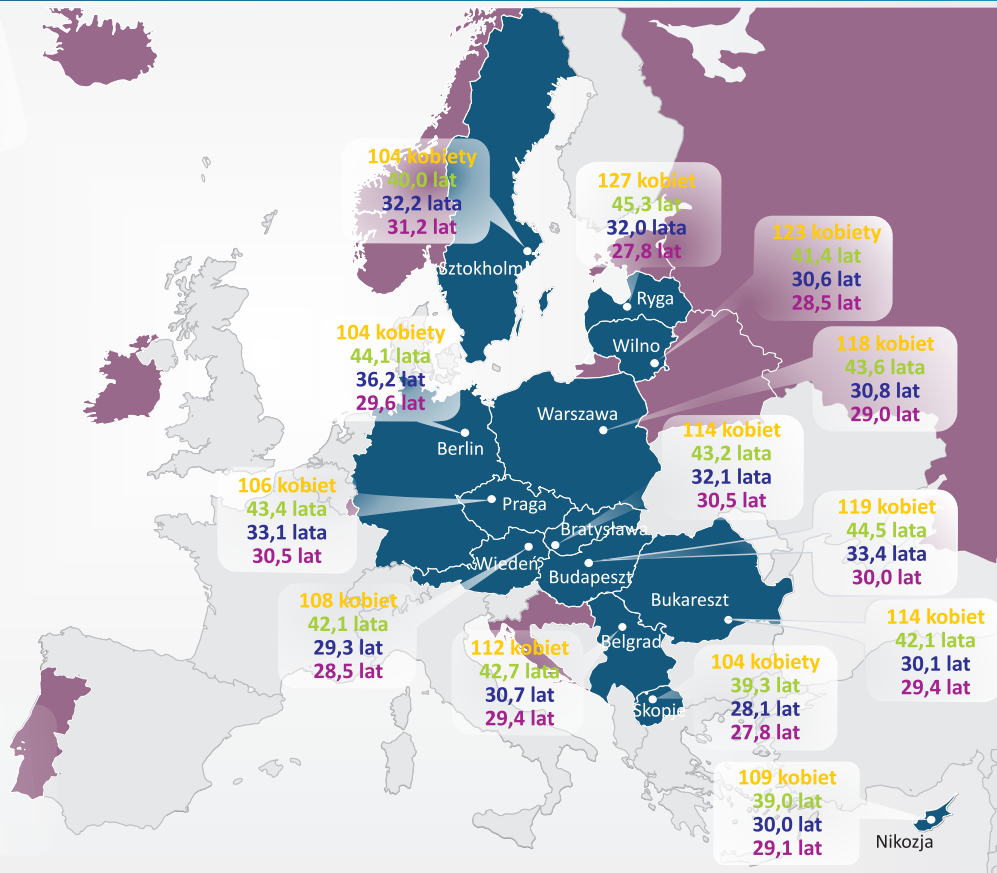 104 kobiety
40,0 lat
32,2 lata
31,2 lat
Sztokholm
127 kobiet
45,3 lat
32,0 lata
27,8 lat
Ryga
123 kobiety
41,4 lat
30,6 lat
28,5 lat
Wilno
104 kobiety
44,1 lata
36,2 lat
29,6 lat
Berlin
118 kobiet
43,6 lata
30,8 lat
29,0 lat
Warszawa
114 kobiet
43,2 lata
32,1 lata
30,5 lat
Bratysława
106 kobiet
43,4 lata
33,1 lata
30,5 lat
Praga
119 kobiet
44,5 lata
33,4 lata
30,0 lat
Budapeszt
108 kobiet
42,1 lata
29,3 lat
28,5 lat
Wiedeń
114 kobiet
42,1 lata
30,1 lat
29,4 lat
Bukareszt
112 kobiet
42,7 lata
30,7 lat
29,4 lat
Belgrad
104 kobiety
39,3 lat
28,1 lat
27,8 lat
Skopje
109 kobiet
39,0 lat
30,0 lat
29,1 lat
Nikozja